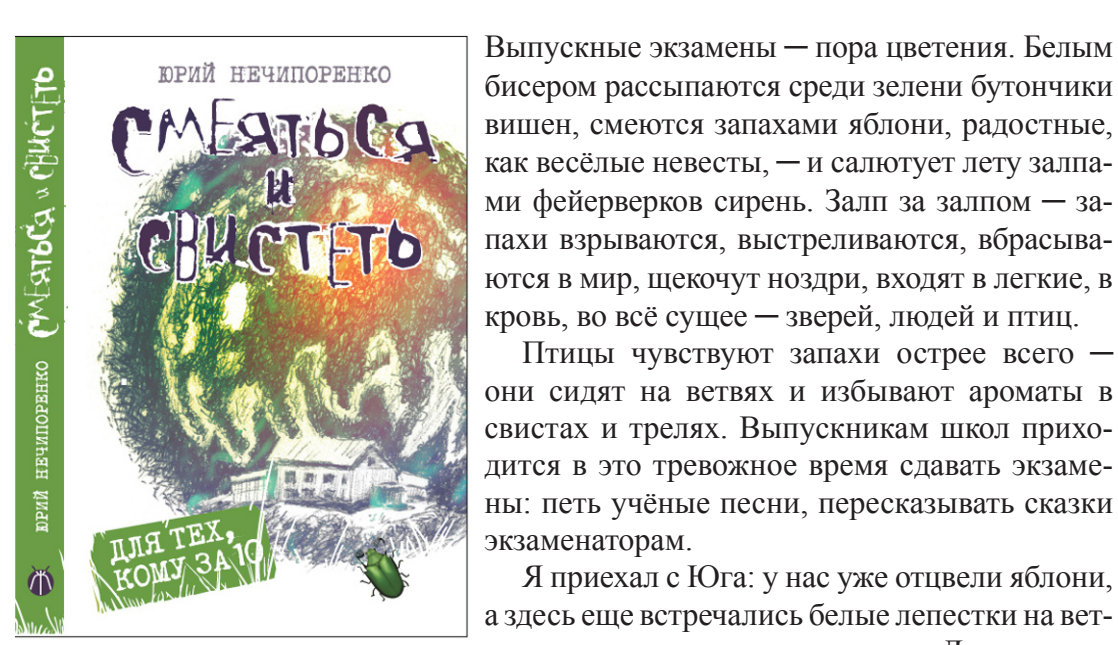 ЮРИЙ НЕЧИПОРЕНКО
СМЕЯТЬСЯ
и
СВИСТЕТЬ
ДЛЯ ТЕХ,
КОМУ ЗА 10
ЮРИЙ НЕЧИПОРЕНКО СМЕЯТЬСЯ и СВИСТЕТЬ
Выпускные экзамены — пора цветения. Белым
бисером рассыпаются среди зелени бутончики
вишен, смеются запахами яблони, радостные,
как весёлые невесты, — и салютует лету залпа-
ми фейерверков сирень. Залп за залпом — за-
пахи взрываются, выстреливаются, вбрасыва-
ются в мир, щекочут ноздри, входят в легкие, в
кровь, во всё сущее — зверей, людей и птиц.
Птицы чувствуют запахи острее всего —
они сидят на ветвях и избывают ароматы в
свистах и трелях. Выпускникам школ прихо-
дится в это тревожное время сдавать экзаме-
ны: петь учёные песни, пересказывать сказки
экзаменаторам.
Я приехал с Юга: у нас уже отцвели яблони,
а здесь еще встречались белые лепестки на вет-